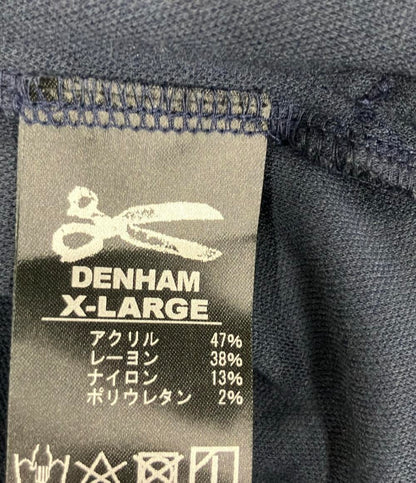 DENHAM
X-LARGE
アクリル 47%
レーヨン 38%
ナイロン 13%
ポリウレタン 2%